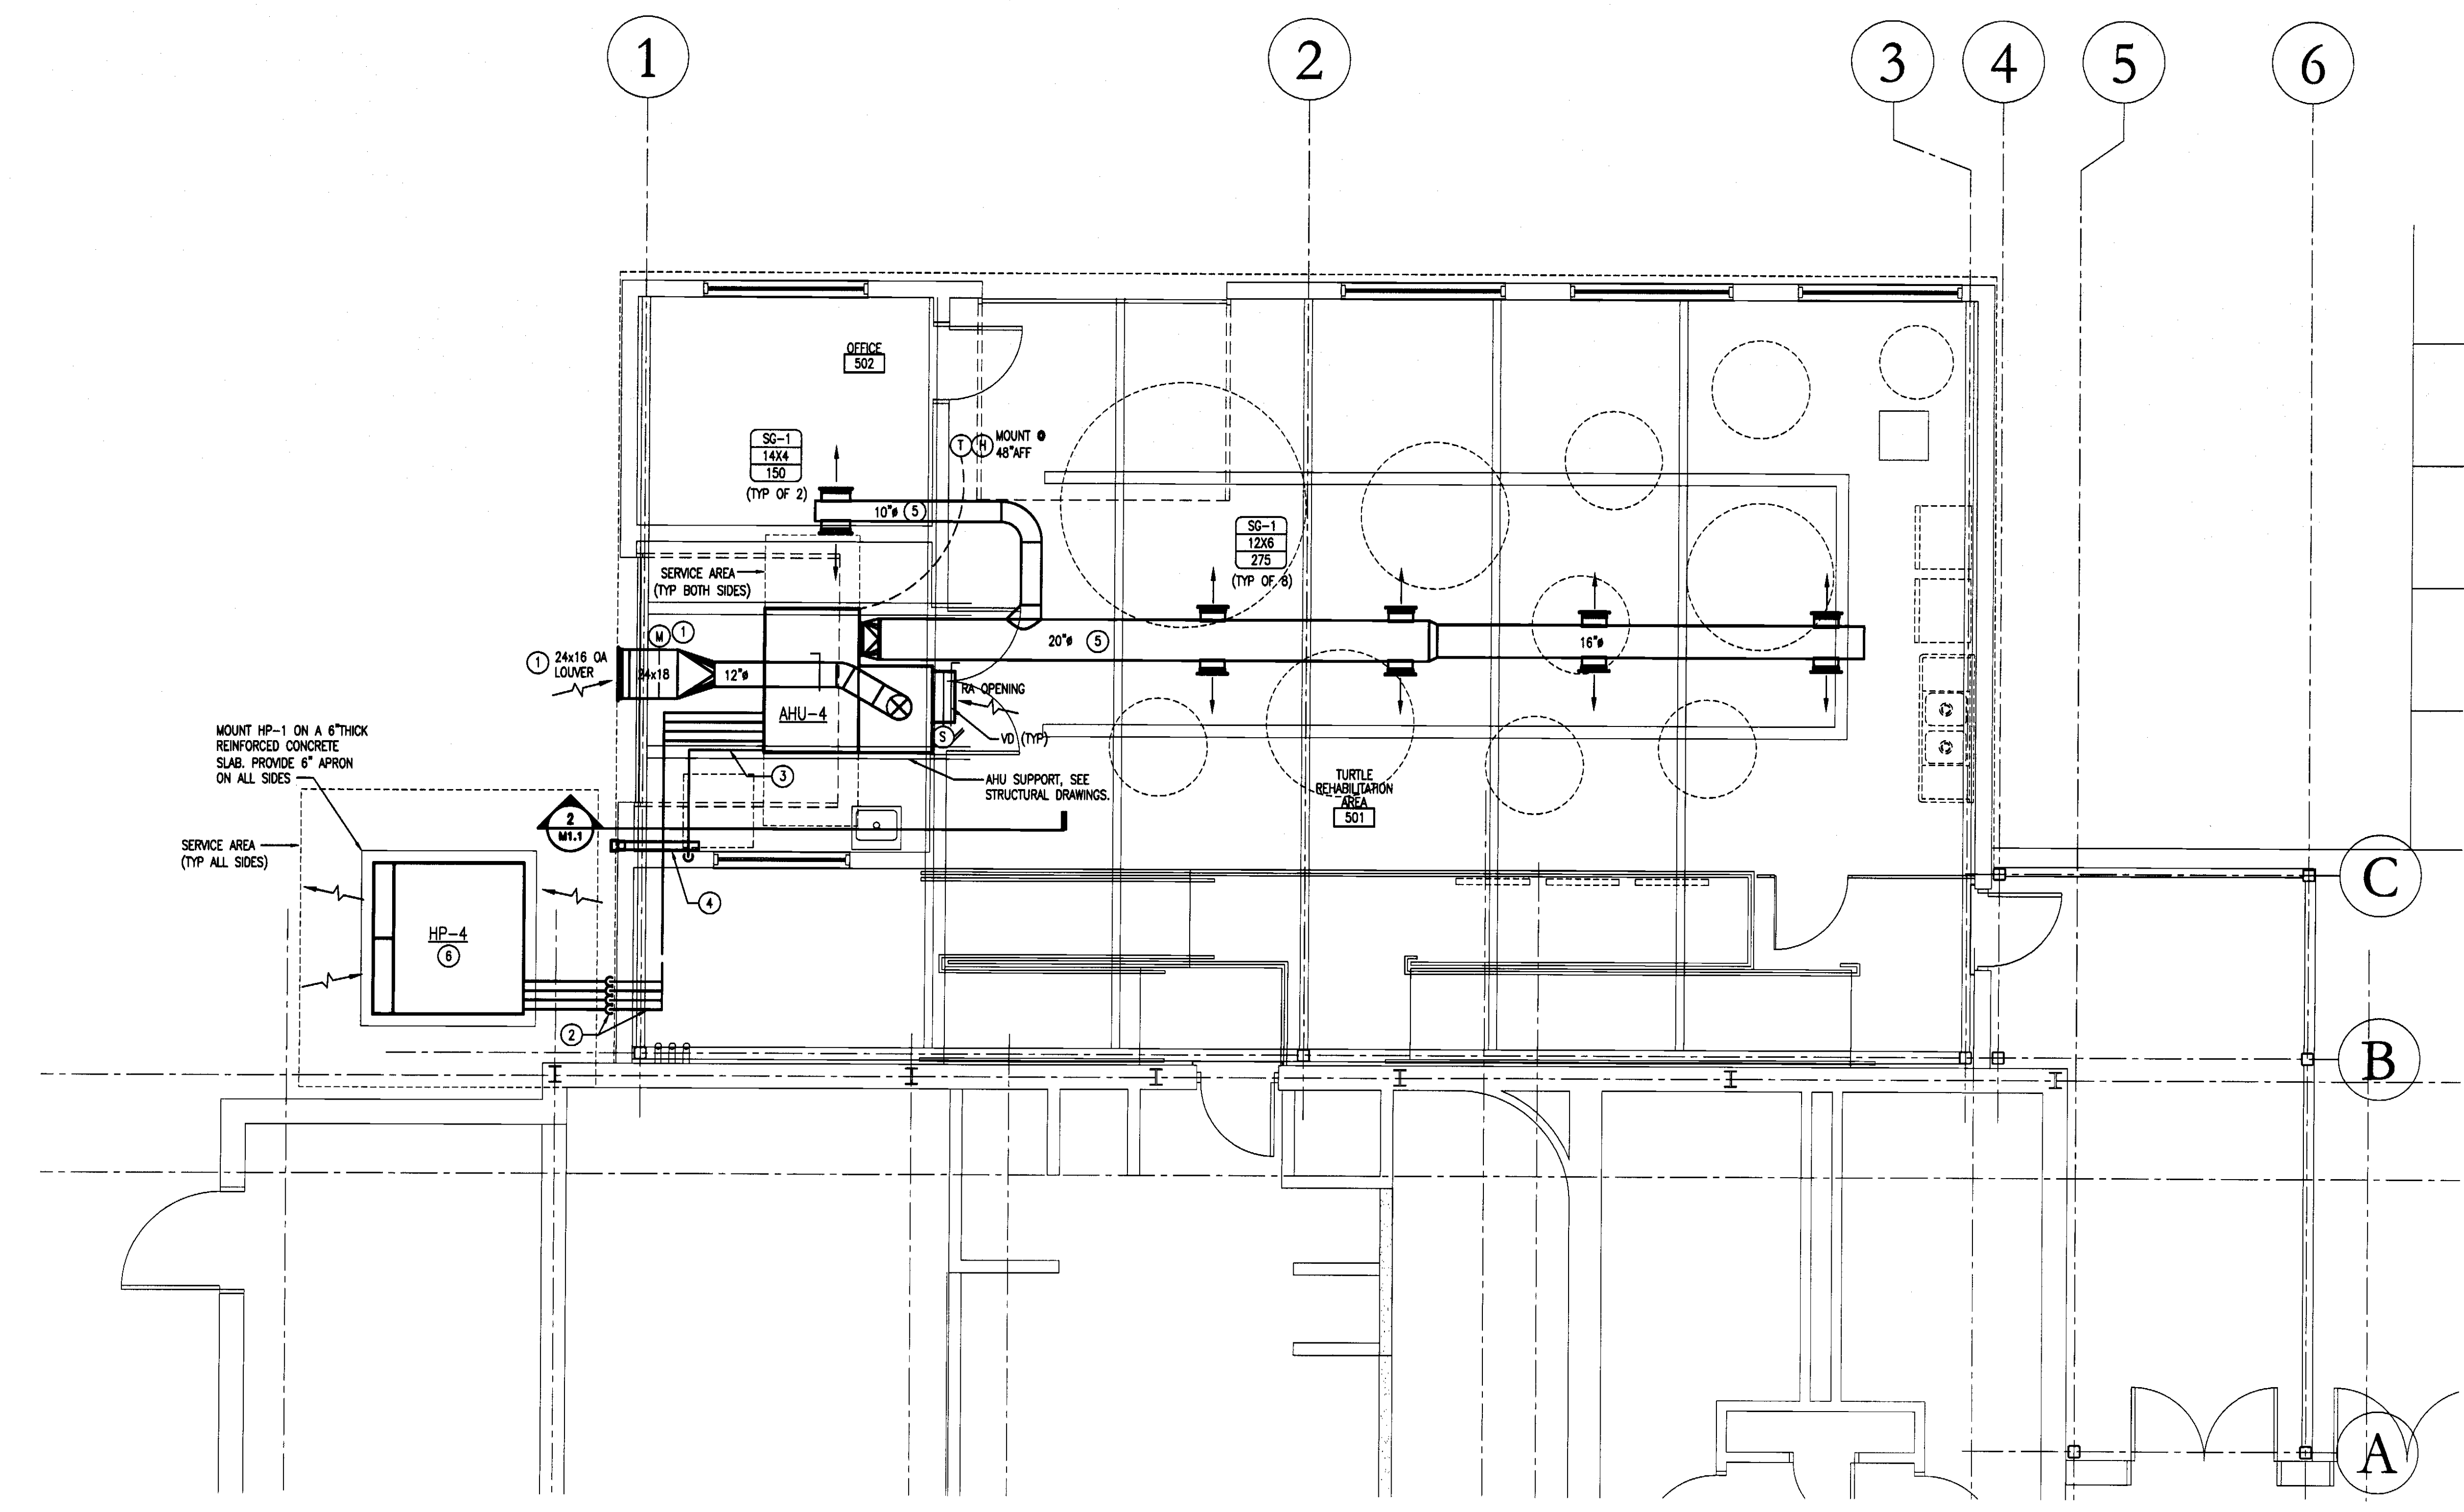 1
2
3
4
5
6
OFFICE
502
SG-1
14X4
150
(TYP OF 2)
T
H
MOUNT @
48"AFF
10"ø
5
SG-1
12X6
275
(TYP OF 8)
SERVICE AREA
(TYP BOTH SIDES)
M
1
1
24x16 OA
LOUVER
24x18
12"ø
20"ø
5
16"ø
RA OPENING
AHU-4
S
VD (TYP)
MOUNT HP-1 ON A 6"THICK
REINFORCED CONCRETE
SLAB. PROVIDE 6" APRON
ON ALL SIDES
3
AHU SUPPORT, SEE
STRUCTURAL DRAWINGS.
TURTLE
REHABILITATION
AREA
501
2
M1.1
SERVICE AREA
(TYP ALL SIDES)
4
HP-4
6
2
C
B
A